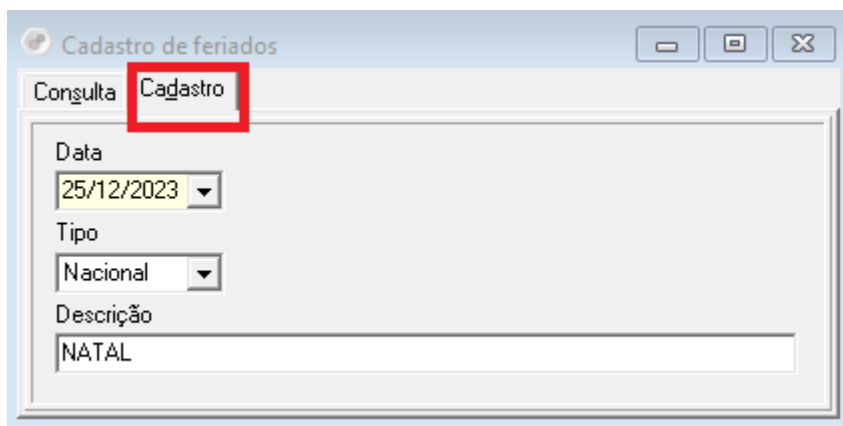 Cadastro de feriados
Consulta Cadastro
Data
25/12/2023
Tipo
Nacional
Descrição
NATAL